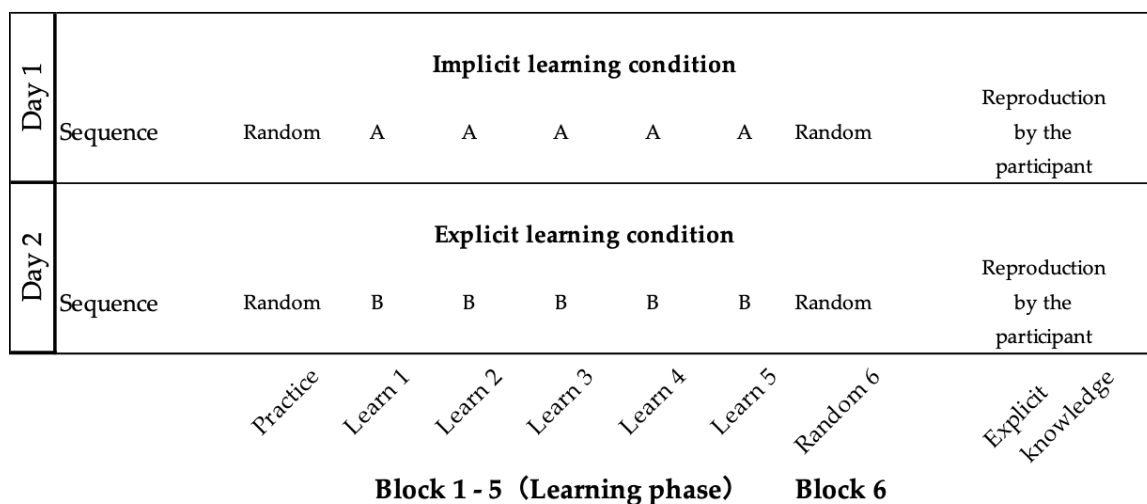 Day 1
Implicit learning condition
Sequence Random A A A A A Random Reproduction by the participant
Day 2
Explicit learning condition
Sequence Random B B B B B Random Reproduction by the participant
Practice Learn 1 Learn 2 Learn 3 Learn 4 Learn 5 Random 6 Explicit knowledge
Block 1 - 5 (Learning phase) Block 6